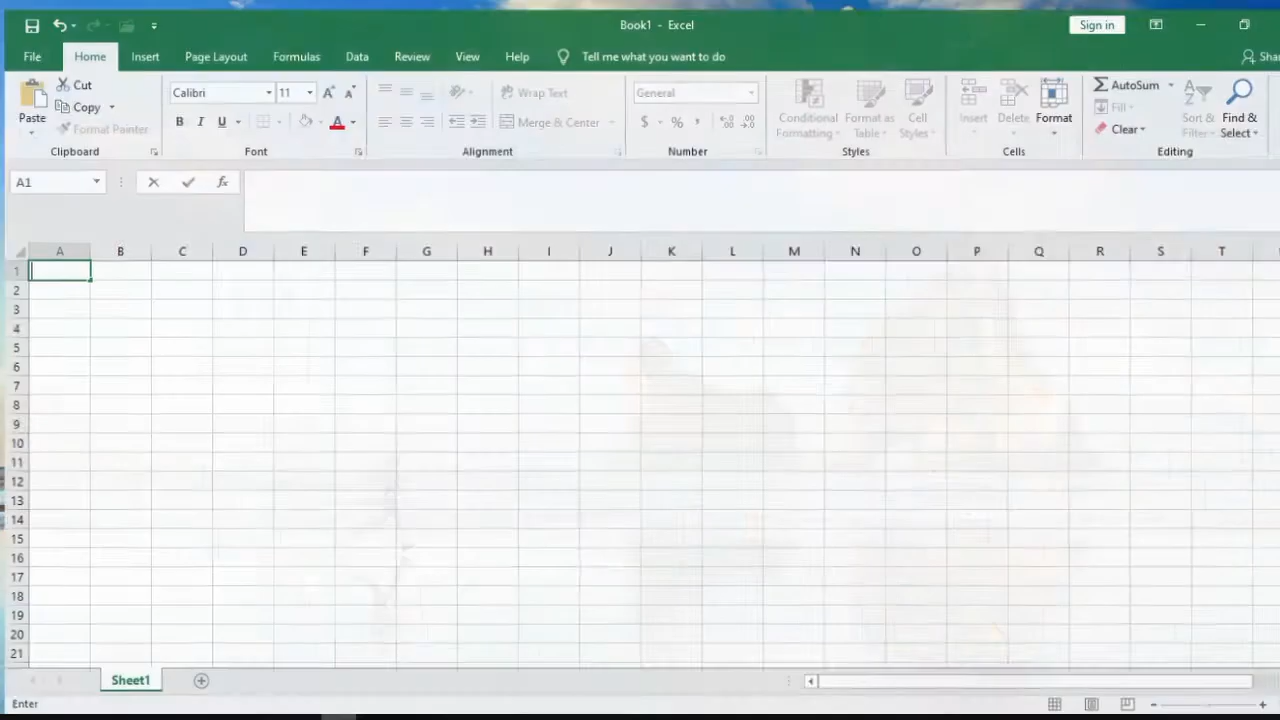 Book1 - Excel
Sign in
File Home Insert Page Layout Formulas Data Review View Help Tell me what you want to do
Cut
Copy
Format Painter
Paste
Clipboard
Calibri 11
B I U A
Font
Wrap Text
Merge & Center
Alignment
General
$ % ,
Number
Conditional Formatting
Format as Table
Cell Styles
Styles
Insert Delete Format
Cells
AutoSum
Fill
Clear
Sort & Filter
Find & Select
Editing
A1 fx
A B C D E F G H I J K L M N O P Q R S T
1
2
3
4
5
6
7
8
9
10
11
12
13
14
15
16
17
18
19
20
21
Sheet1
Enter